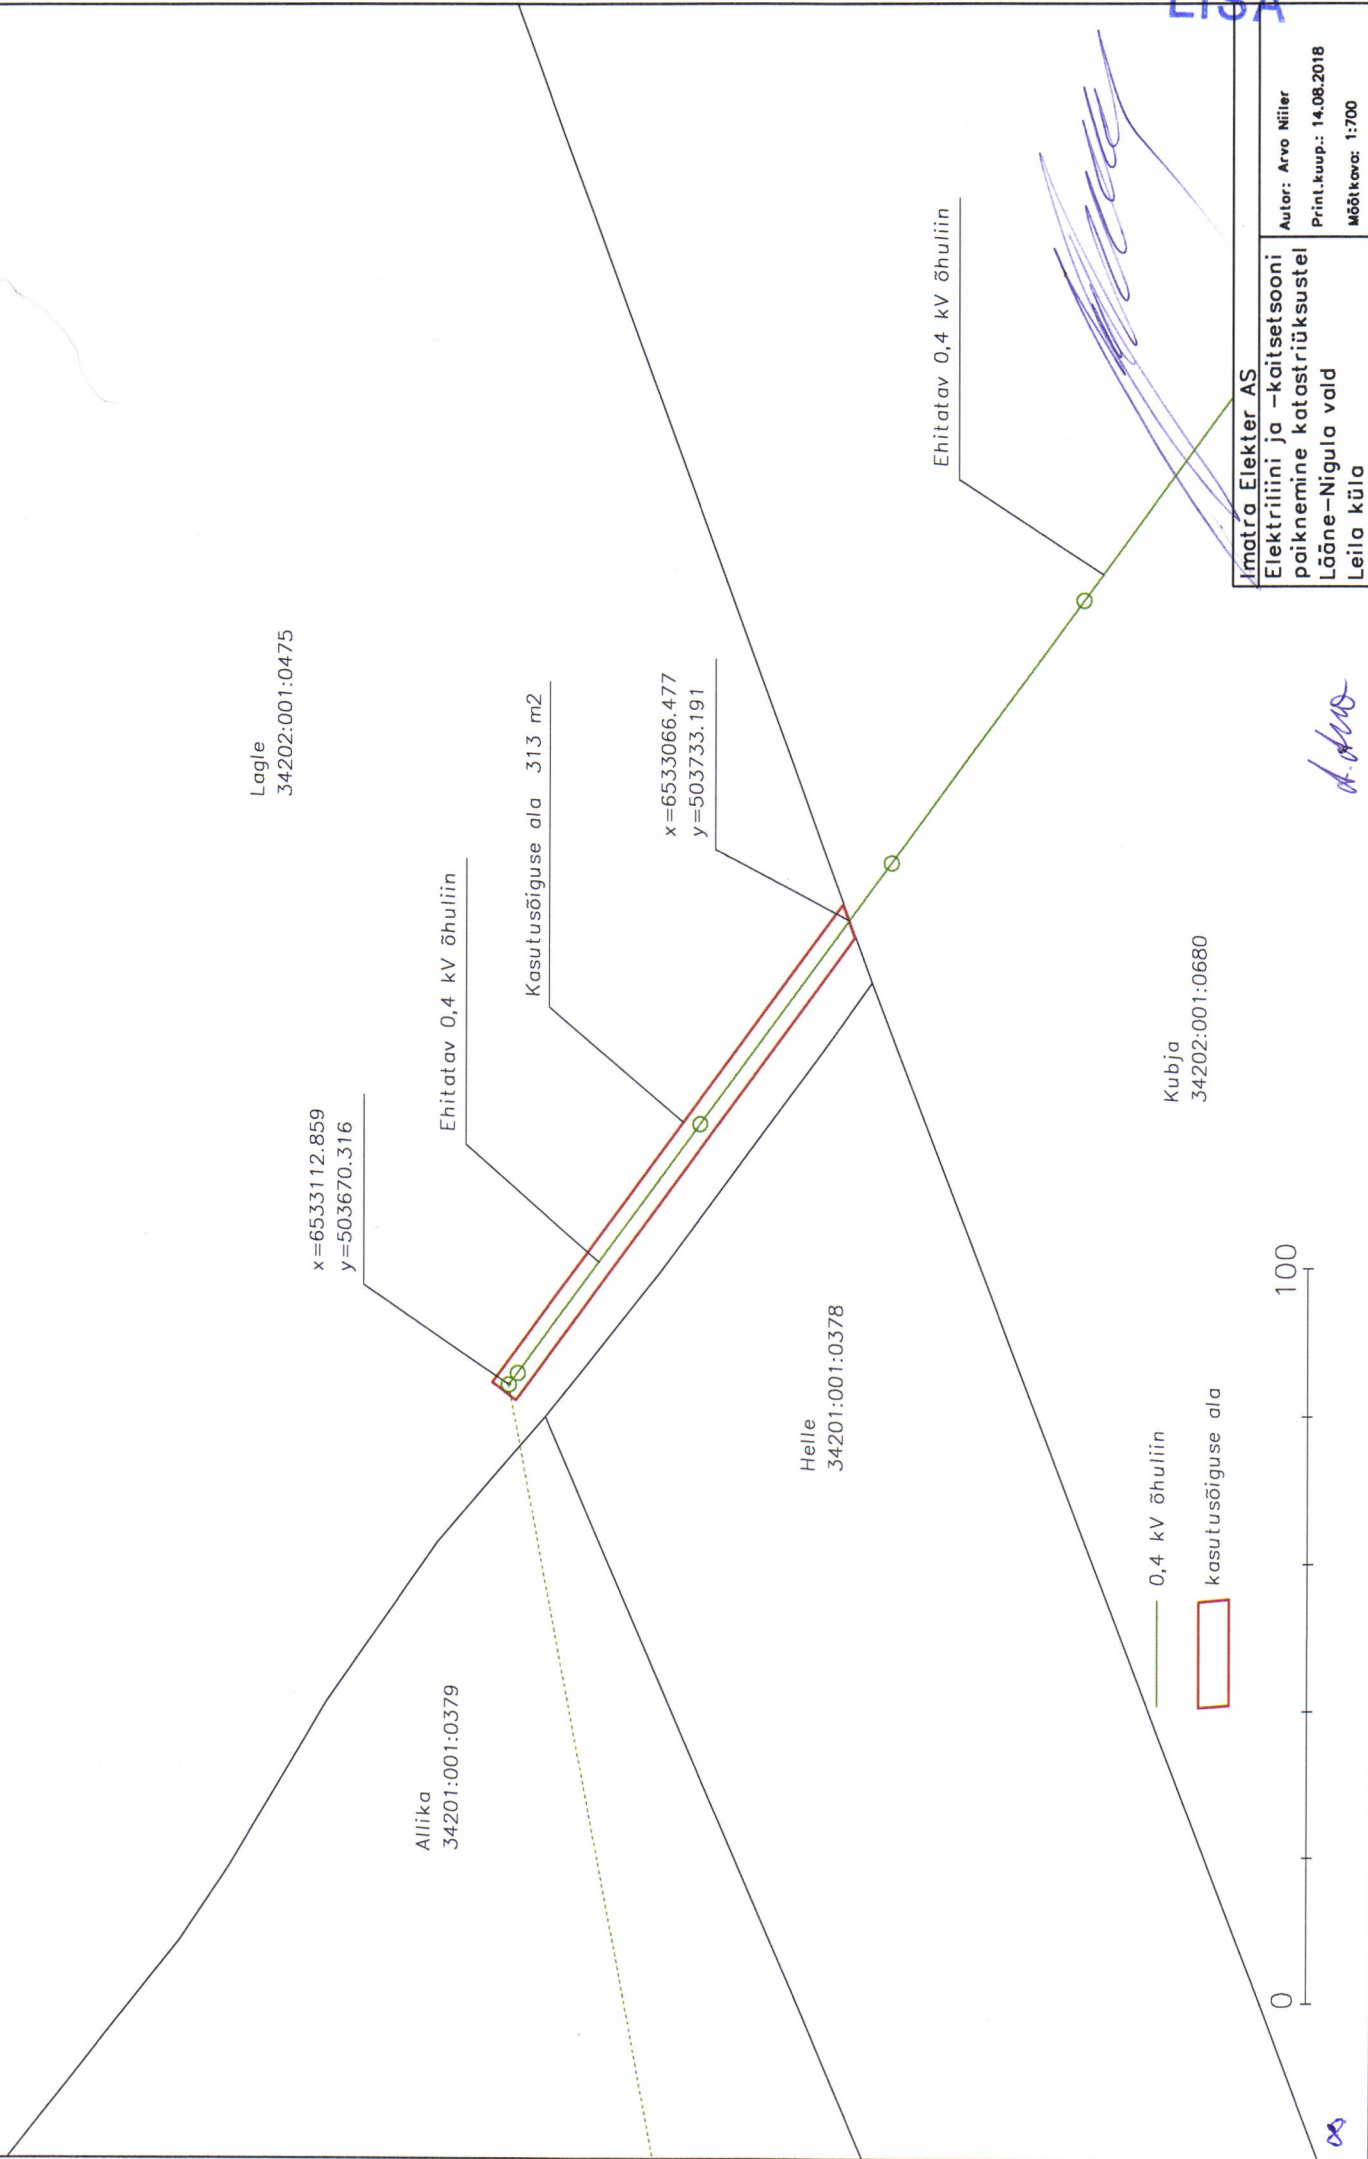 LISA
Lagle
34202:001:0475
x=6533112.859
y=503670.316
Ehitatav 0,4 kV õhuliin
Kasutusõiguse ala 313 m2
x=6533066.477
y=503733.191
Ehitatav 0,4 kV õhuliin
Allika
34201:001:0379
Helle
34201:001:0378
Kubja
34202:001:0680
0,4 kV õhuliin
kasutusõiguse ala
0
100
Imatra Elekter AS
Elektriliini ja -kaitsetsooni
paiknemine katastriüksustel
Lääne-Nigula vald
Leila küla
Autor: Arvo Niiler
Print.kuup.: 14.08.2018
Mõõtkava: 1:700